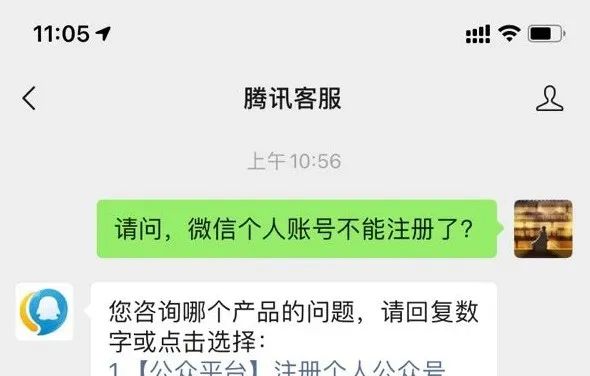 11:05
腾讯客服
上午10:56
请问，微信个人账号不能注册了？
您咨询哪个产品的问题，请回复数
字或点击选择：
1.【公众平台】注册个人公众号